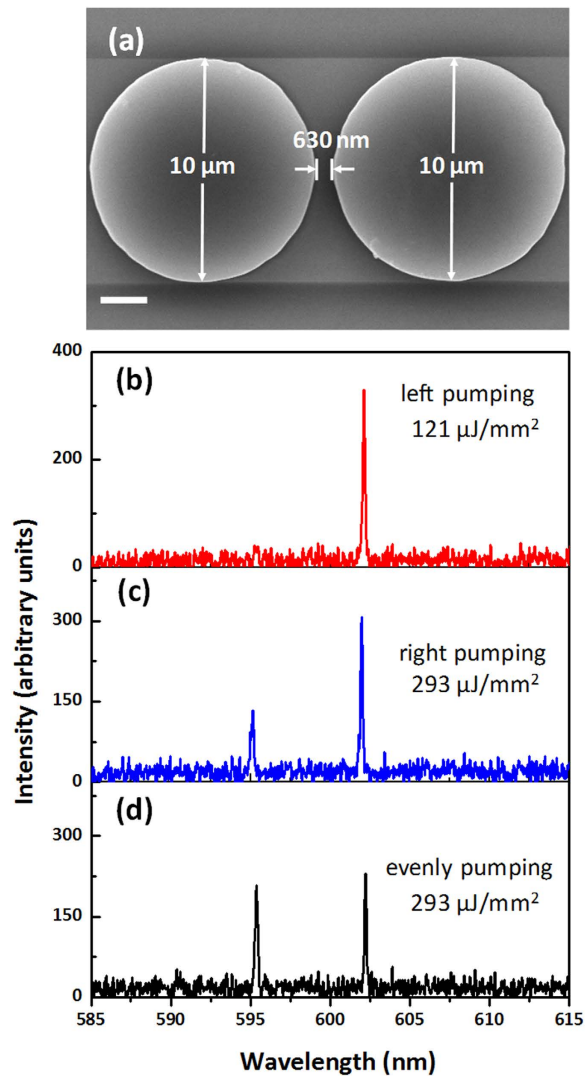 (a)
630 nm
10 μm
10 μm
400
(b)
left pumping
121 μJ/mm²
200
0
(c)
300
right pumping
293 μJ/mm²
150
0
(d)
300
evenly pumping
293 μJ/mm²
150
0
585 590 595 600 605 610 615
Intensity (arbitrary units)
Wavelength (nm)